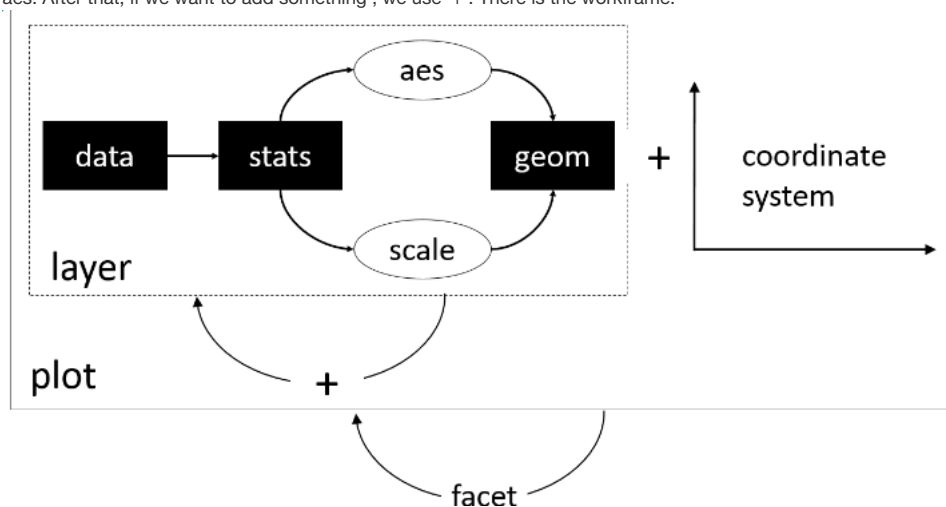 aes. After that, if we want to add something , we use '+'. There is the workframe.
aes
data
stats
geom
+
coordinate
system
scale
layer
plot
+
facet